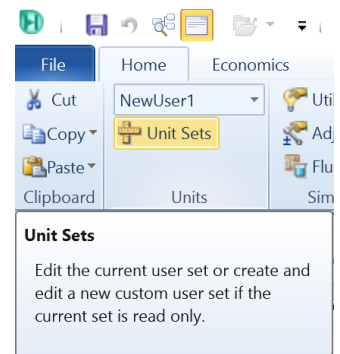 File Home Economics
Cut NewUser1 Uti
Copy Unit Sets Adj
Paste Flu
Clipboard Units Sim
Unit Sets
Edit the current user set or create and
edit a new custom user set if the
current set is read only.